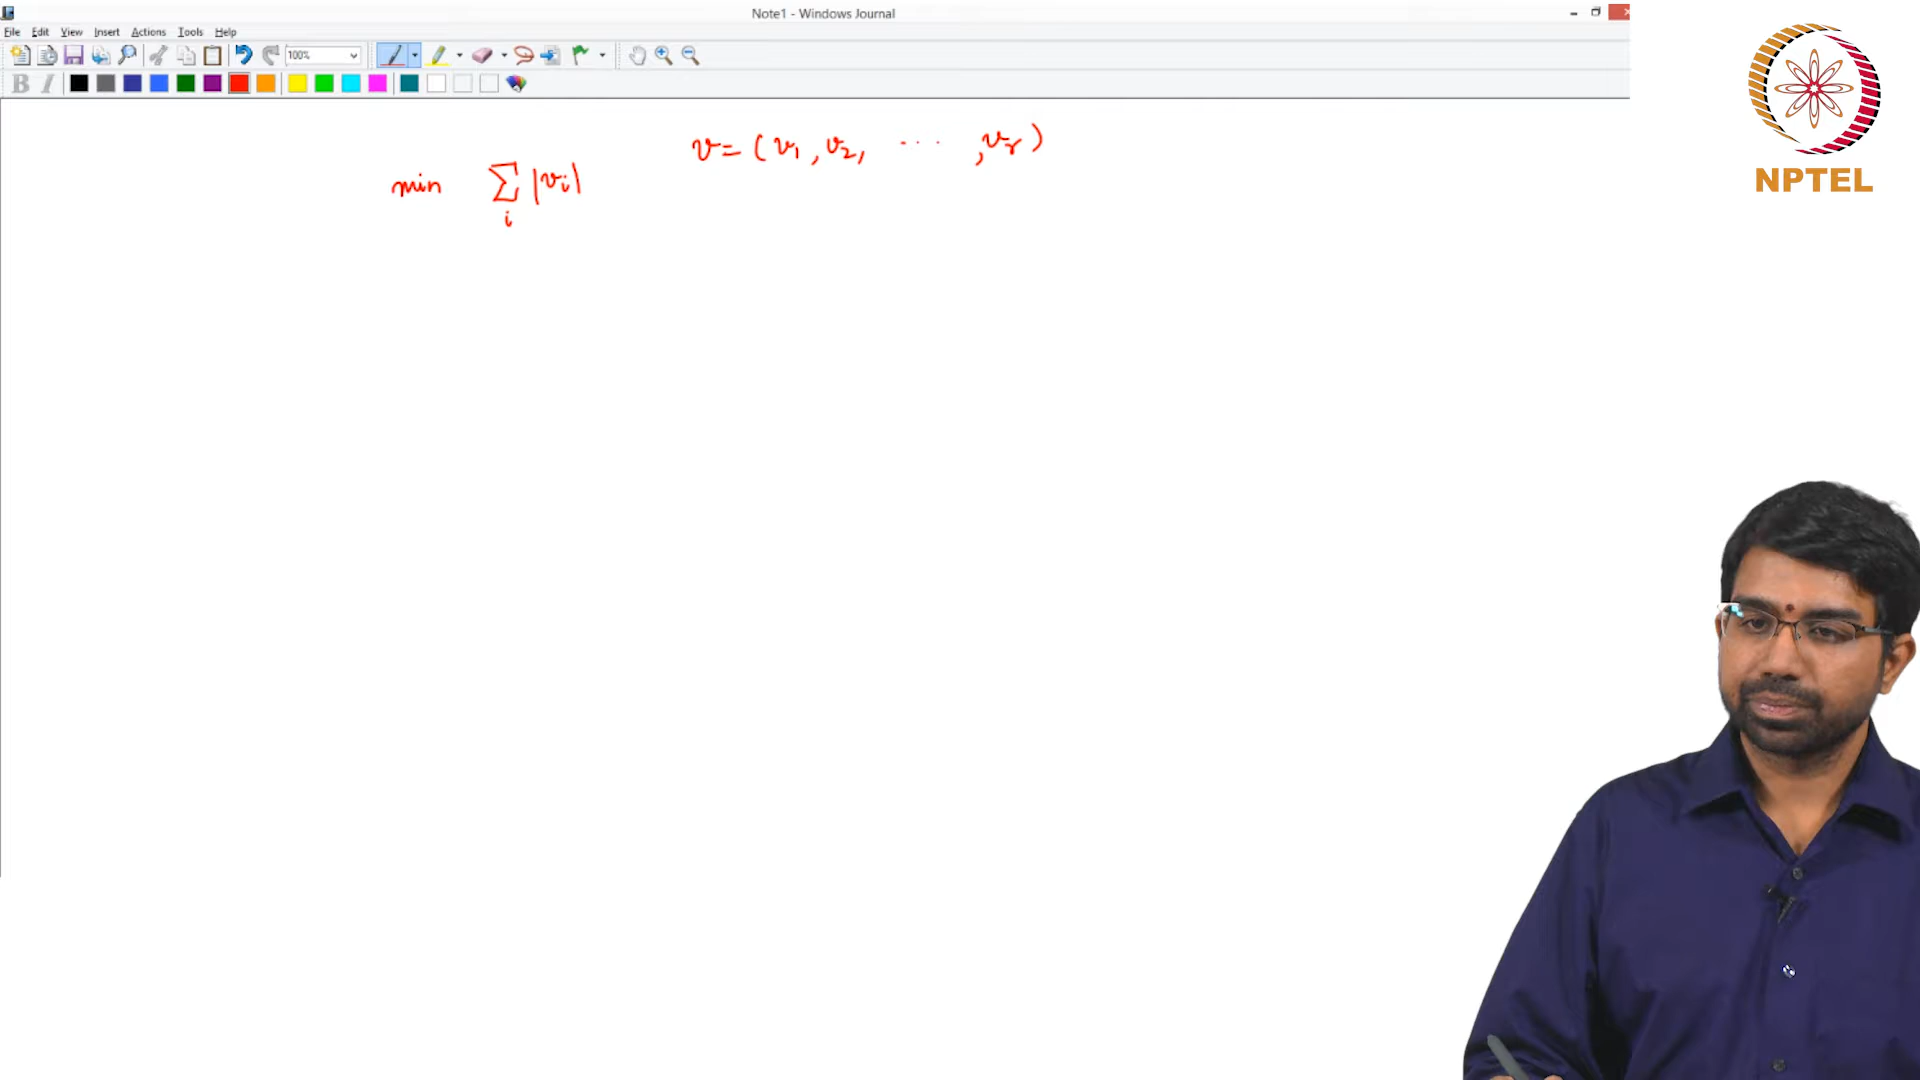 Note1 - Windows Journal
File Edit View Insert Actions Tools Help
100%
B I
v = (v₁, v₂, ..., vᵣ)
min ∑ᵢ |vᵢ|
NPTEL